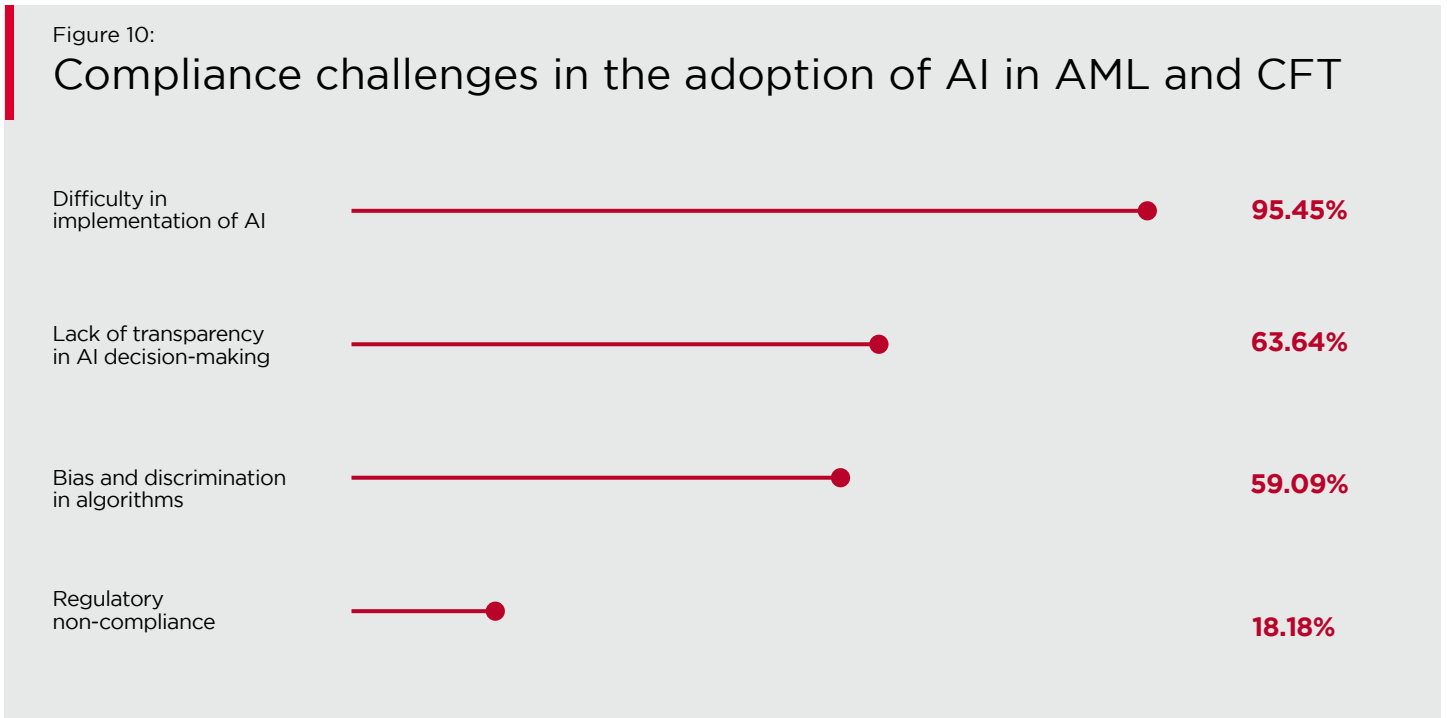 Figure 10:
Compliance challenges in the adoption of AI in AML and CFT
Difficulty in
implementation of AI
95.45%
Lack of transparency
in AI decision-making
63.64%
Bias and discrimination
in algorithms
59.09%
Regulatory
non-compliance
18.18%